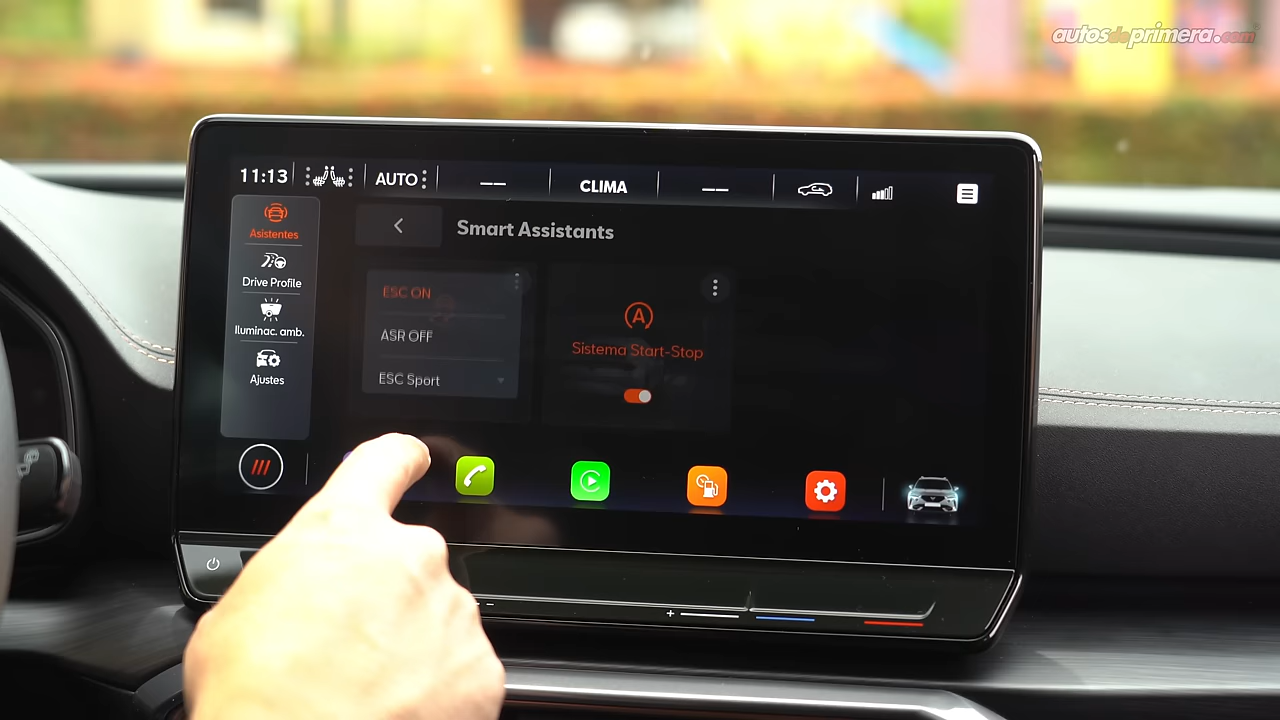 autosdeprimera.com
11:13
AUTO
CLIMA
Smart Assistants
Asistentes
Drive Profile
Iluminac. amb.
Ajustes
ESC ON
ASR OFF
ESC Sport
A
Sistema Start-Stop